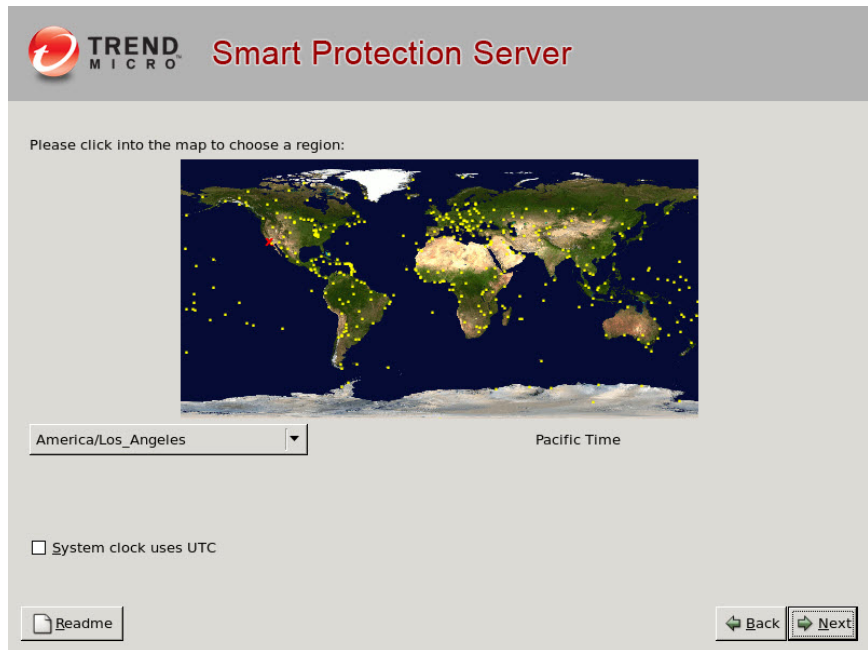 TREND
MICRO™
Smart Protection Server
Please click into the map to choose a region:
America/Los_Angeles
Pacific Time
System clock uses UTC
Readme
Back
Next